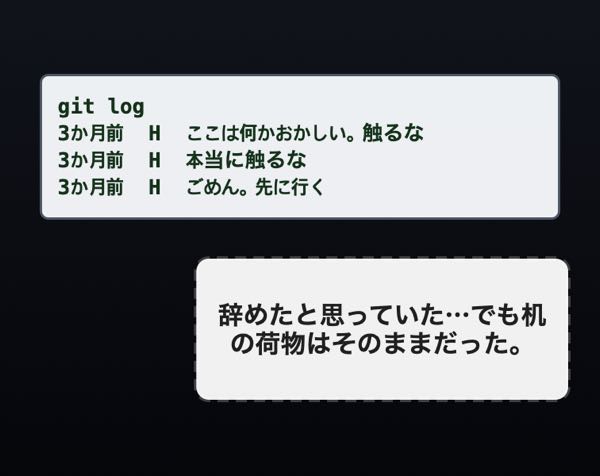 git log
3か月前 H ここは何かおかしい。触るな
3か月前 H 本当に触るな
3か月前 H ごめん。先に行く
辞めたと思っていた…でも机
の荷物はそのままだった。